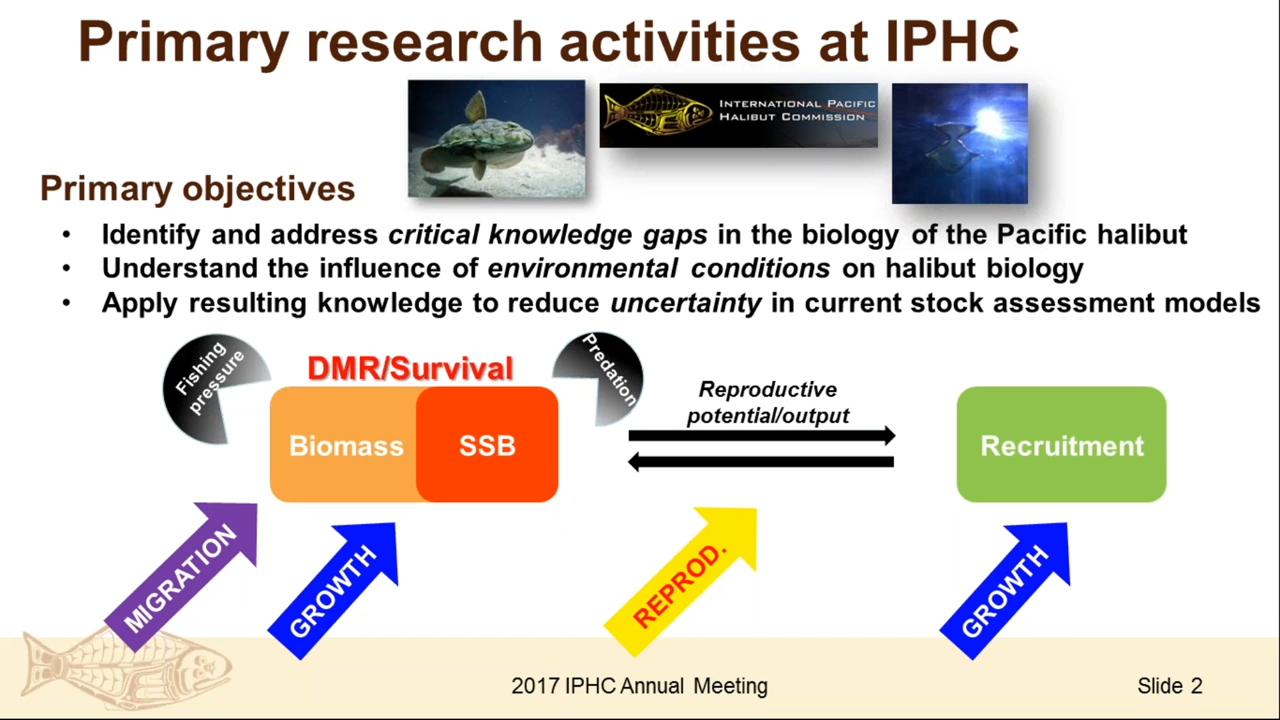 Primary research activities at IPHC
INTERNATIONAL PACIFIC
HALIBUT COMMISSION
Primary objectives
• Identify and address critical knowledge gaps in the biology of the Pacific halibut
• Understand the influence of environmental conditions on halibut biology
• Apply resulting knowledge to reduce uncertainty in current stock assessment models
Fishing
pressure
DMR/Survival
Predation
Reproductive
potential/output
Biomass
SSB
Recruitment
MIGRATION
GROWTH
REPROD.
GROWTH
2017 IPHC Annual Meeting
Slide 2